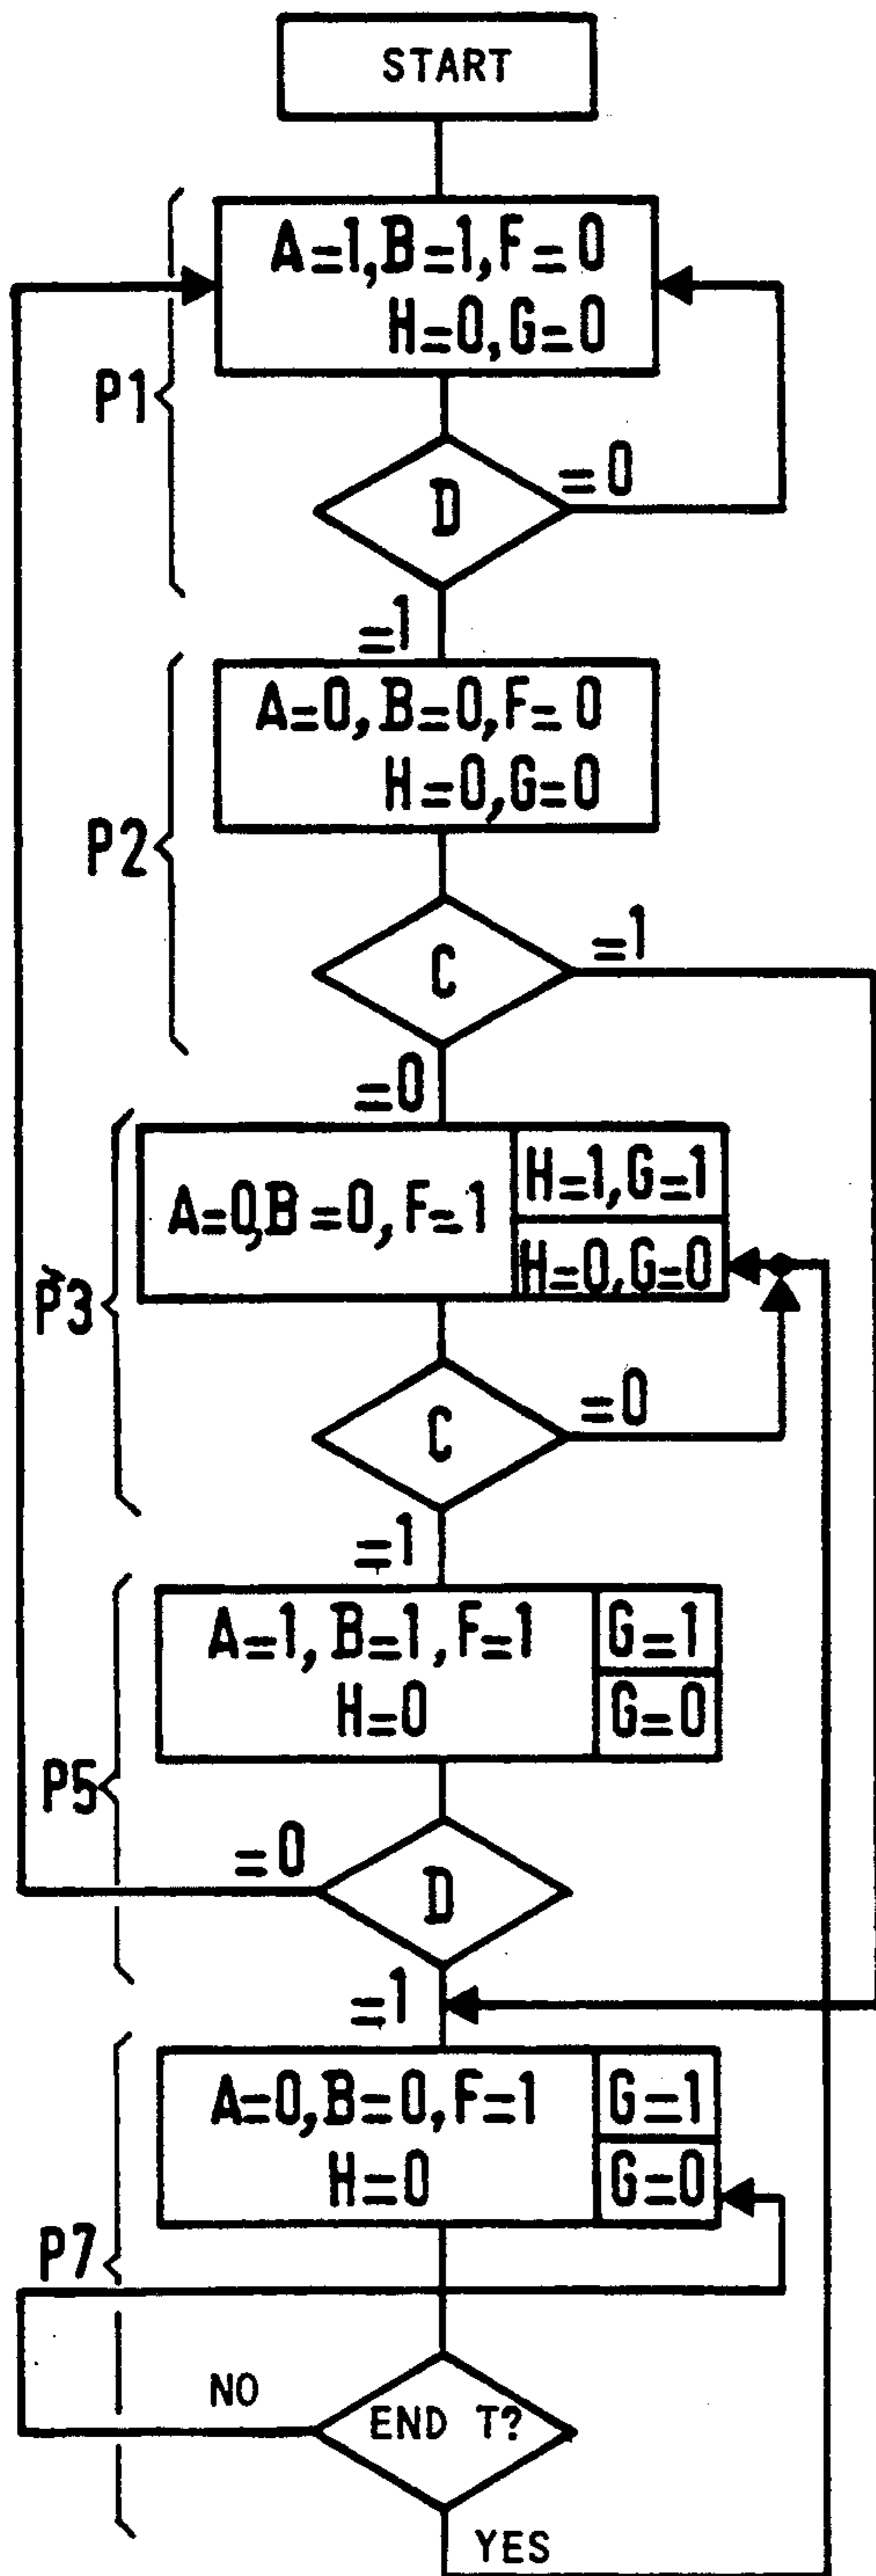 START
A=1,B=1,F=0
H=0,G=0
P1
D
=0
=1
A=0,B=0,F=0
H=0,G=0
P2
C
=1
=0
A=0,B=0,F=1
H=1,G=1
H=0,G=0
P3
C
=0
=1
A=1,B=1,F=1
H=0
G=1
G=0
P5
=0
D
=1
A=0,B=0,F=1
H=0
G=1
G=0
P7
NO
END T?
YES